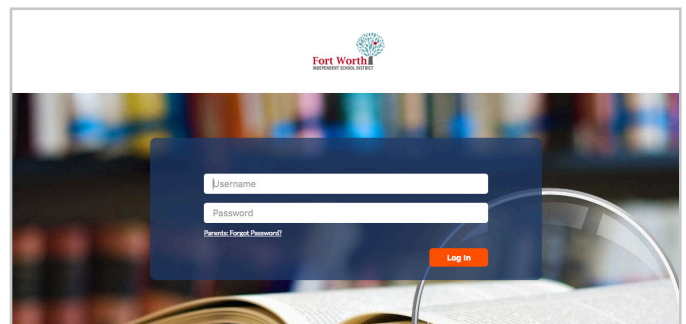 Fort Worth
INDEPENDENT SCHOOL DISTRICT
Username
Password
Parents: Forgot Password?
Log In